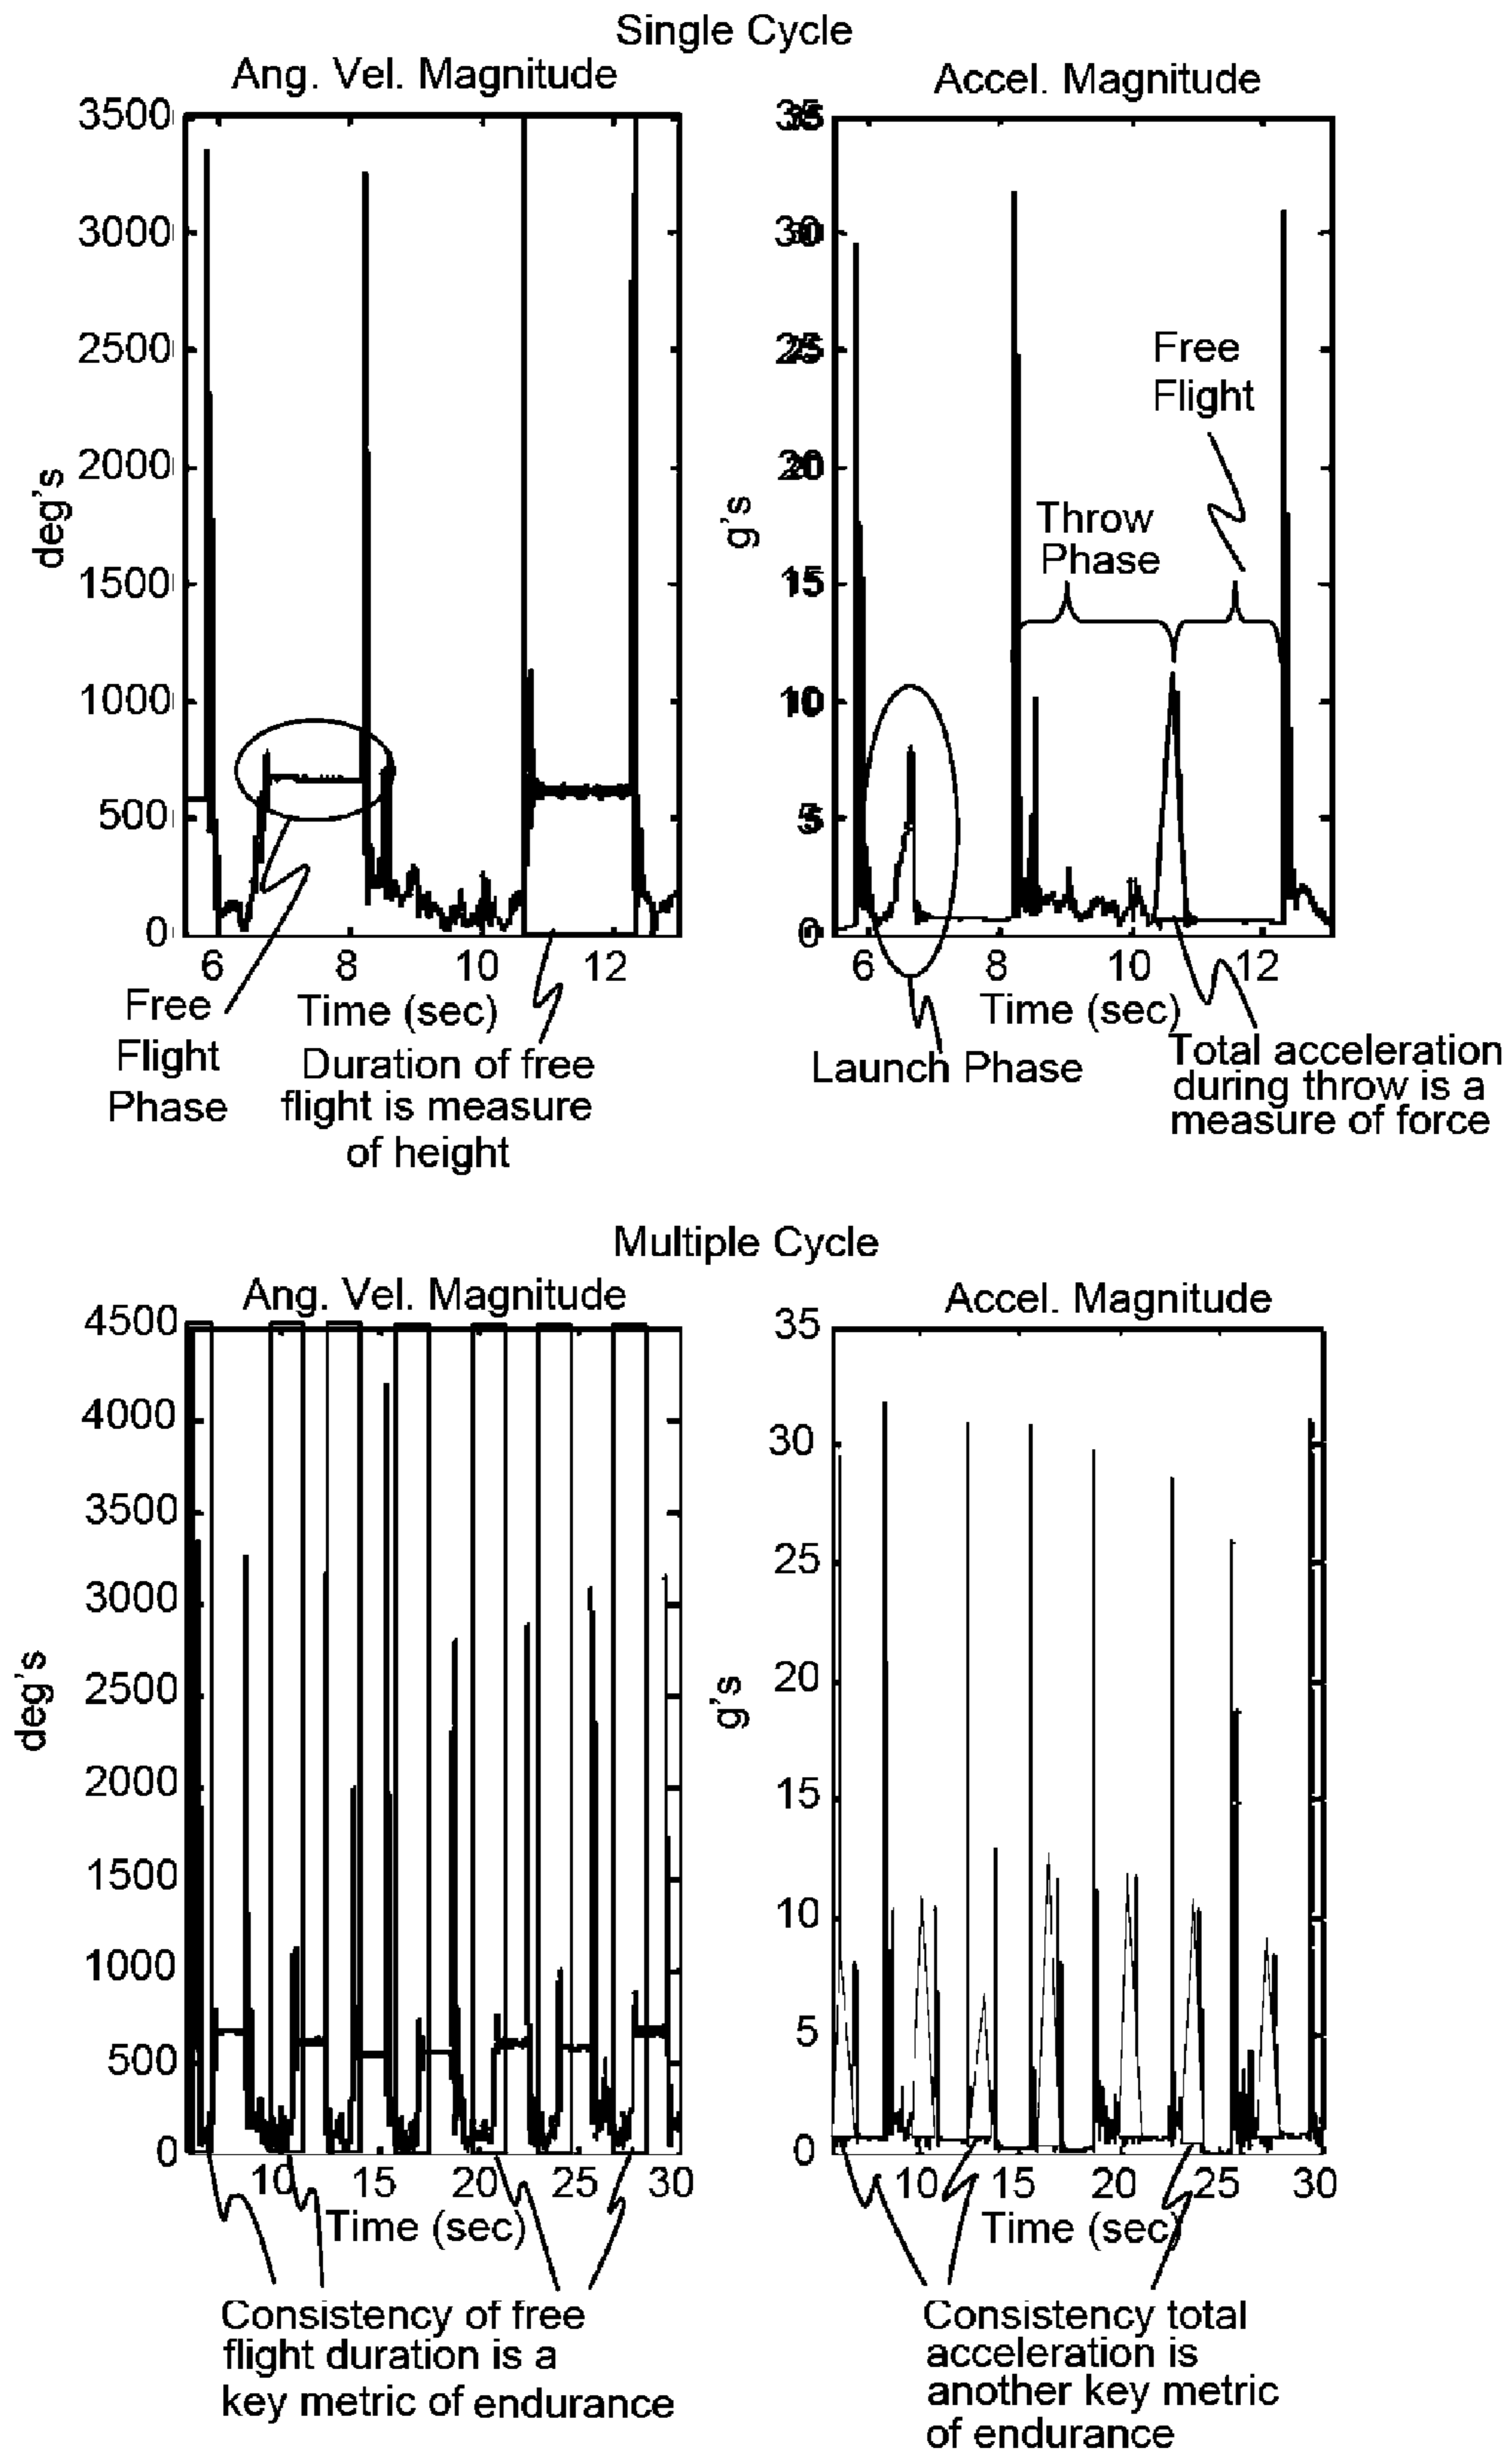 Single Cycle
Ang. Vel. Magnitude
3500
3000
2500
2000
1500
1000
500
0
deg's
6 8 10 12
Time (sec)
Free
Flight
Phase
Duration of free
flight is measure
of height
Accel. Magnitude
35
30
25
20
15
10
5
0
g's
Free
Flight
Throw
Phase
6 8 10 12
Time (sec)
Launch Phase
Total acceleration
during throw is a
measure of force
Multiple Cycle
Ang. Vel. Magnitude
4500
4000
3500
3000
2500
2000
1500
1000
500
0
deg's
10 15 20 25 30
Time (sec)
Consistency of free
flight duration is a
key metric of endurance
Accel. Magnitude
35
30
25
20
15
10
5
0
g's
10 15 20 25 30
Time (sec)
Consistency total
acceleration is
another key metric
of endurance